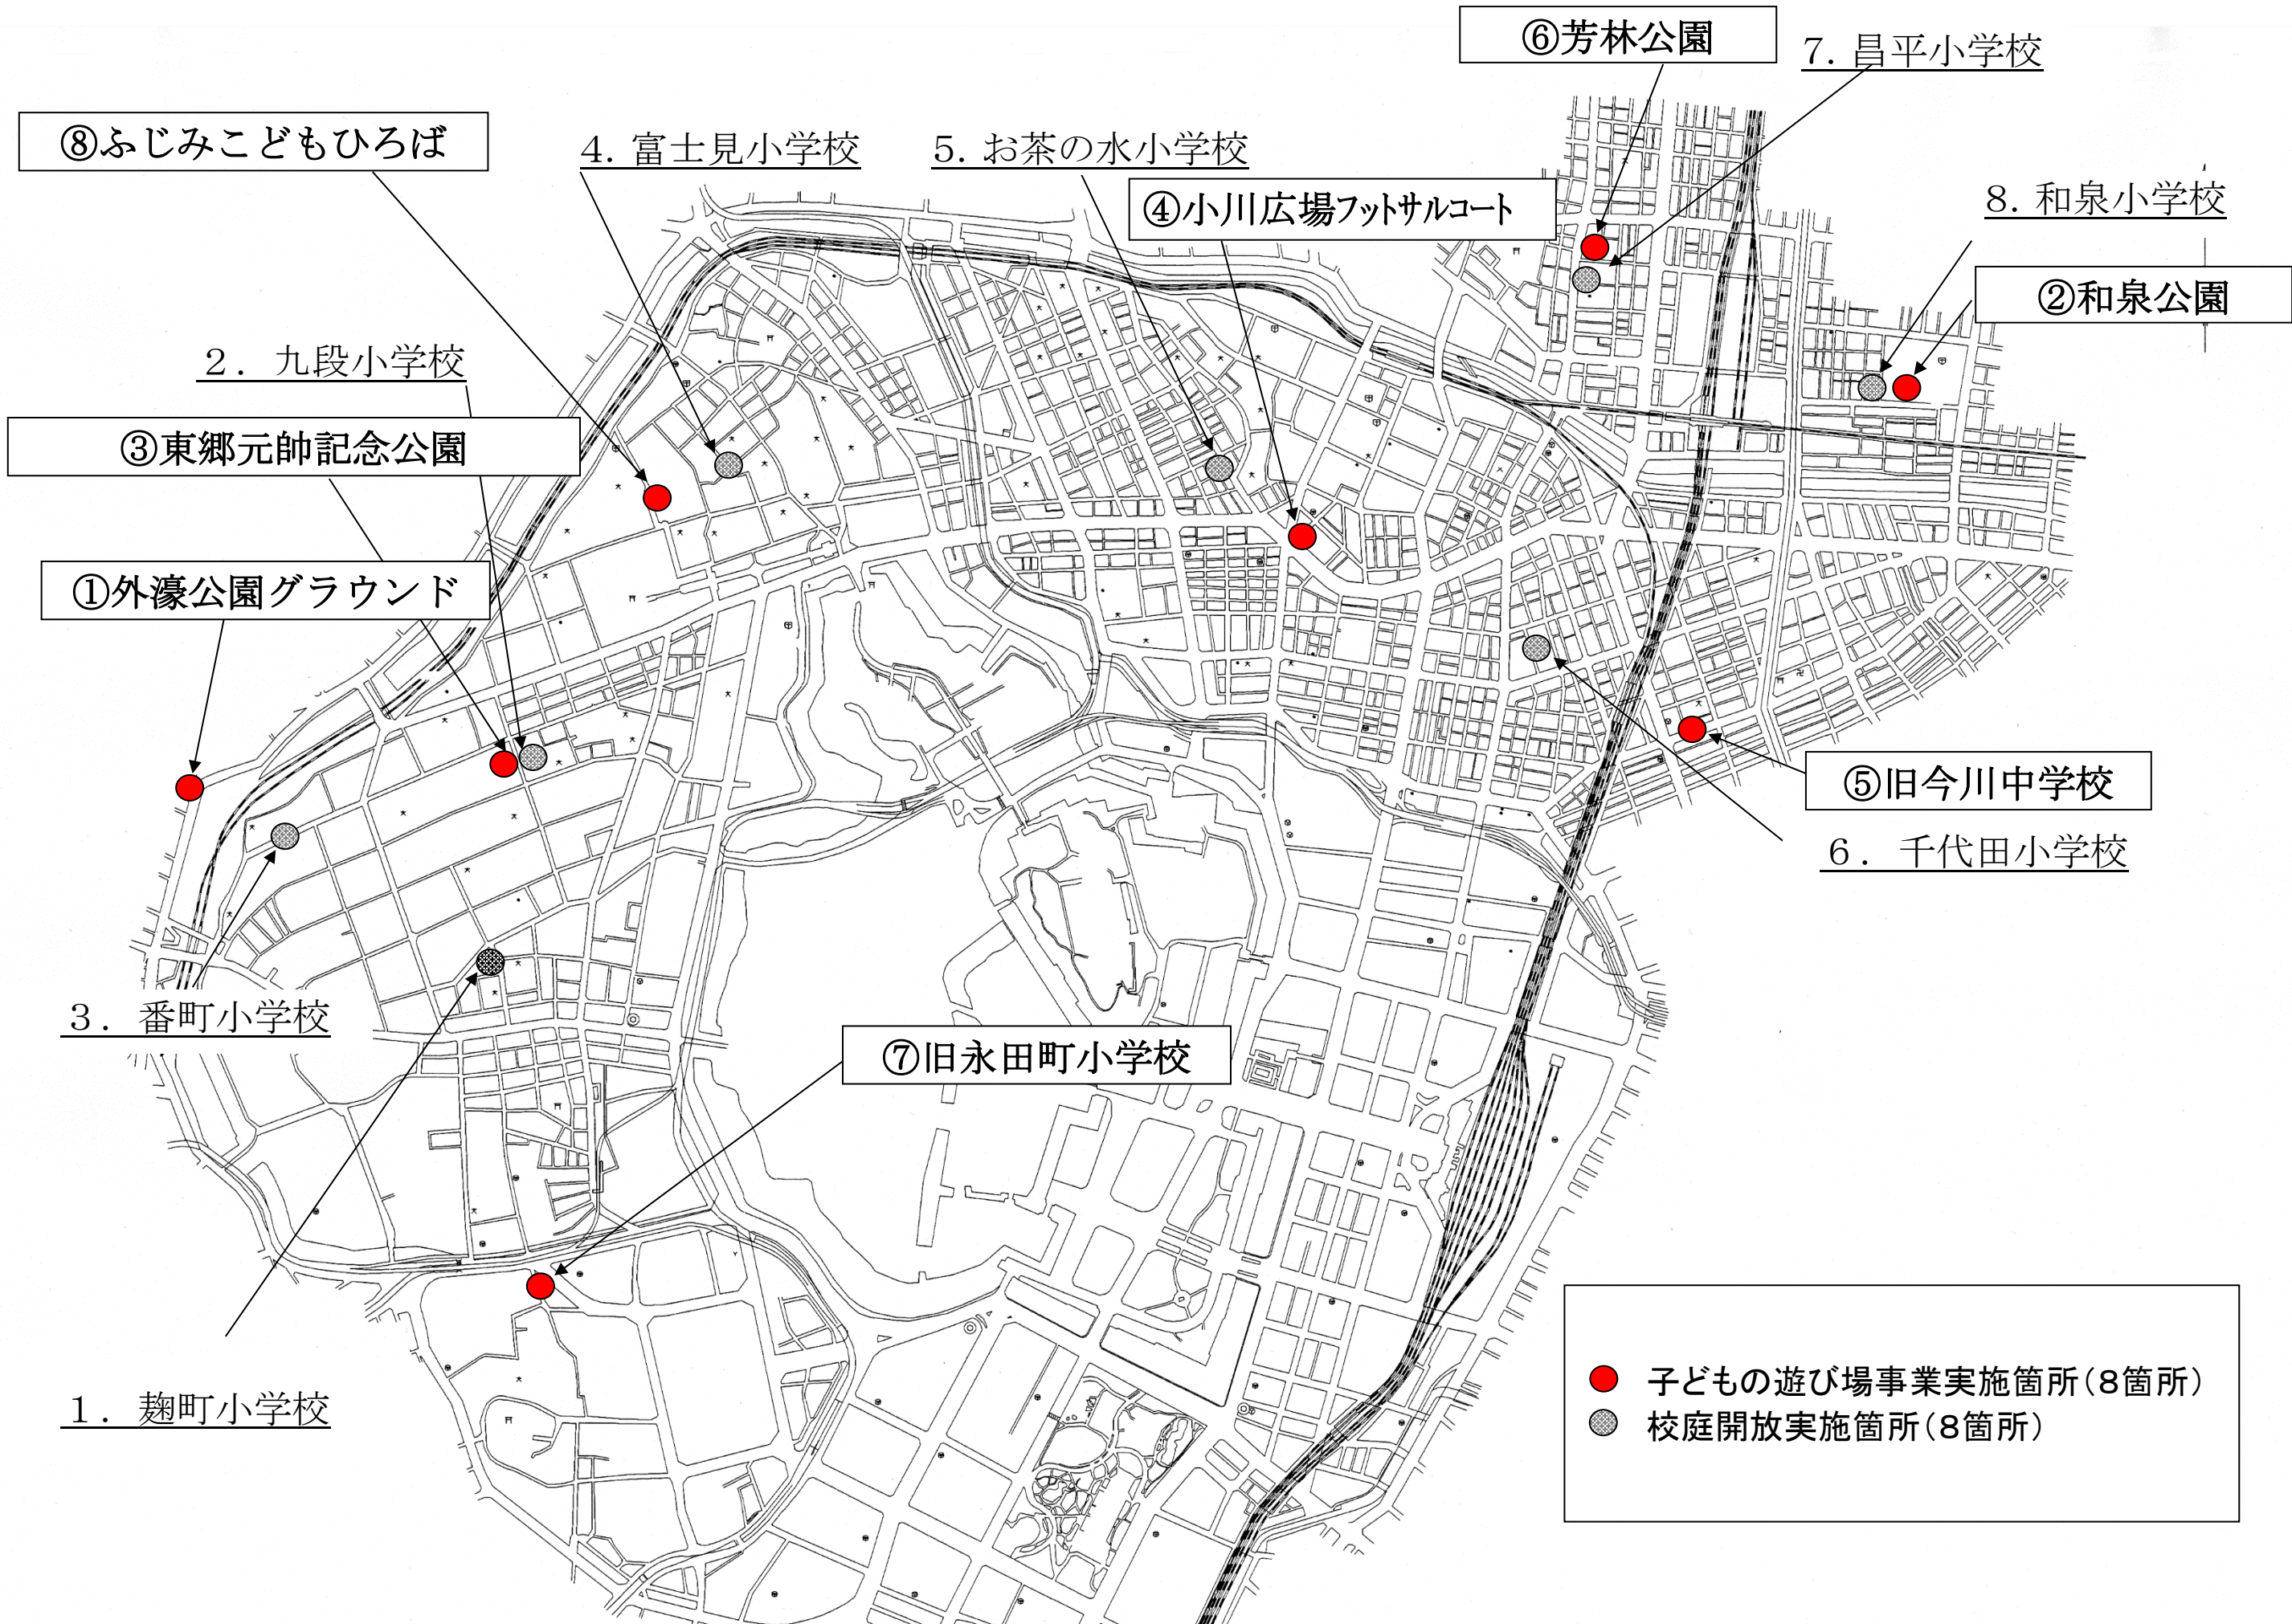 ⑥芳林公園
7. 昌平小学校
⑧ふじみこどもひろば
4. 富士見小学校
5. お茶の水小学校
④小川広場フットサルコート
8. 和泉小学校
②和泉公園
２．九段小学校
③東郷元帥記念公園
①外濠公園グラウンド
⑤旧今川中学校
６．千代田小学校
３．番町小学校
⑦旧永田町小学校
１．麹町小学校
子どもの遊び場事業実施箇所（８箇所）
校庭開放実施箇所（８箇所）